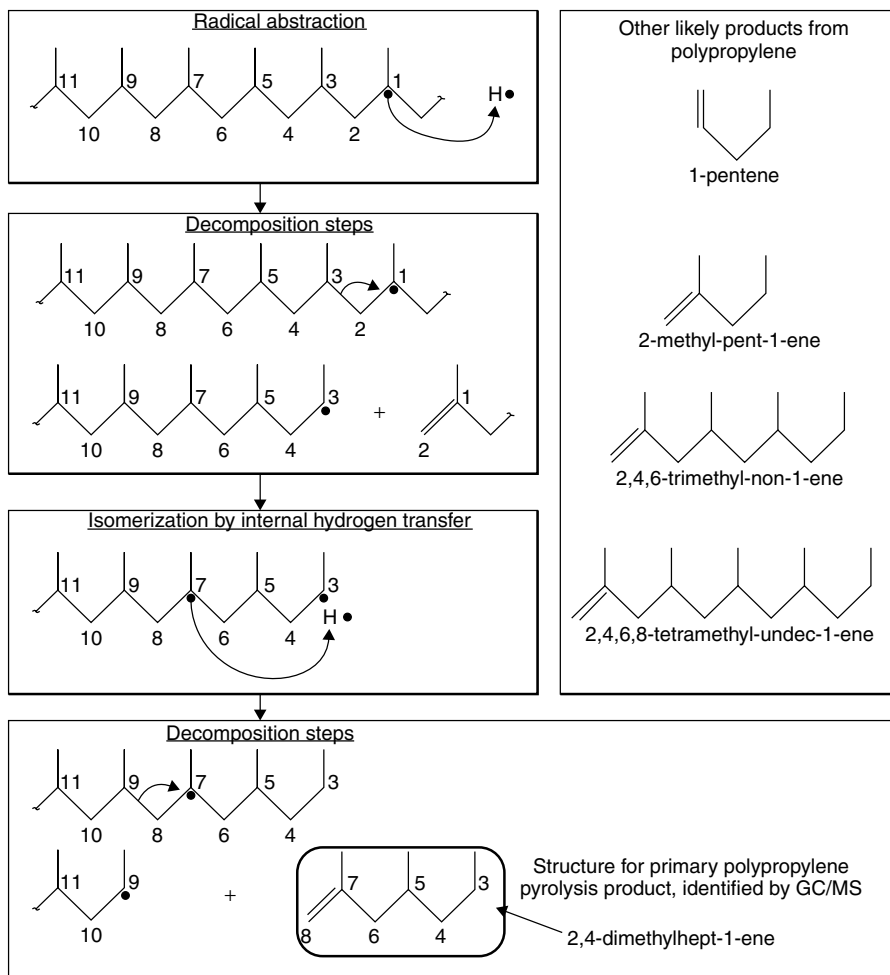 Radical abstraction
11 9 7 5 3 1
H•
10 8 6 4 2
Decomposition steps
11 9 7 5 3 1
10 8 6 4 2
11 9 7 5 3 + 1
10 8 6 4 2
Isomerization by internal hydrogen transfer
11 9 7 5 3
H•
10 8 6 4
Decomposition steps
11 9 7 5 3
10 8 6 4
11 9 + 7 5 3
10 8 6 4
Structure for primary polypropylene
pyrolysis product, identified by GC/MS
2,4-dimethylhept-1-ene
Other likely products from
polypropylene
1-pentene
2-methyl-pent-1-ene
2,4,6-trimethyl-non-1-ene
2,4,6,8-tetramethyl-undec-1-ene